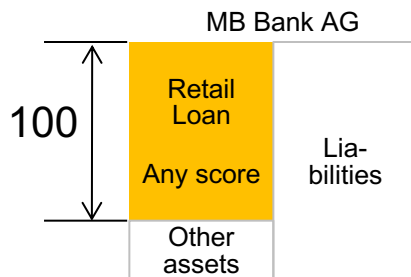 MB Bank AG
100
Retail
Loan
Any score
Lia-
bilities
Other
assets